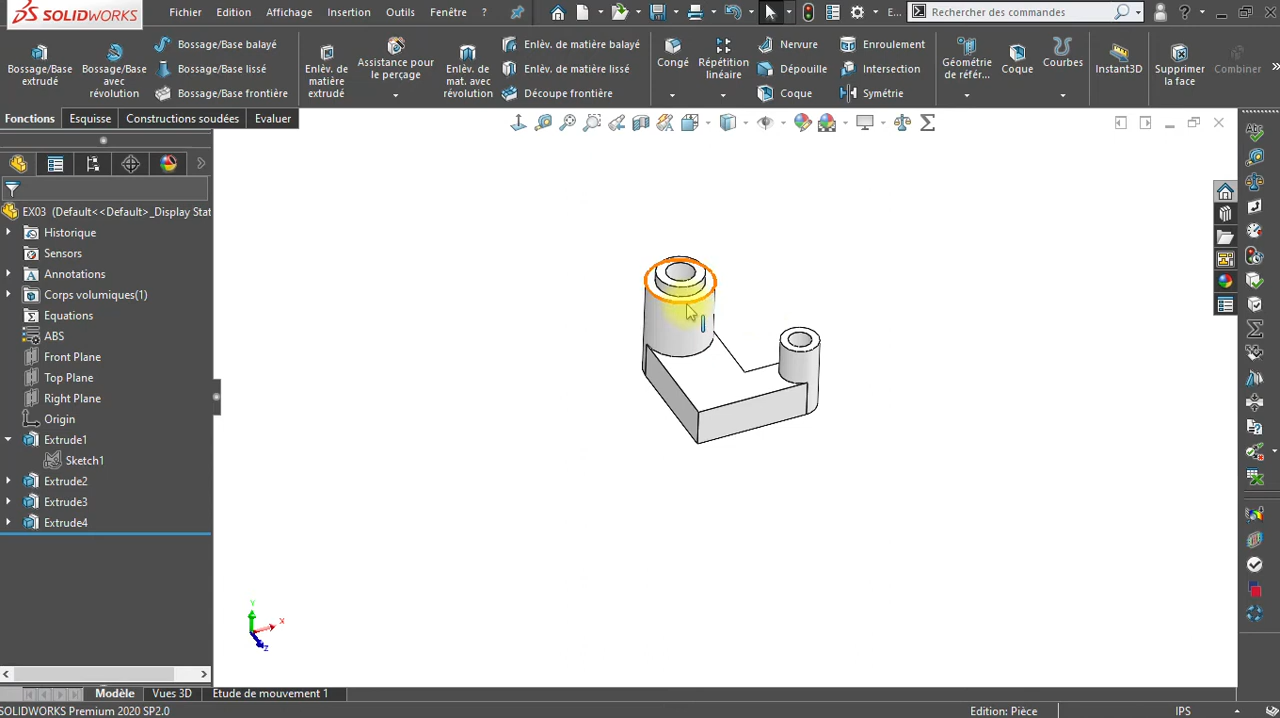 SOLIDWORKS
Fichier
Edition
Affichage
Insertion
Outils
Fenêtre
?
E...
Rechercher des commandes
?
Bossage/Base
extrudé
Bossage/Base
avec
révolution
Bossage/Base balayé
Bossage/Base lissé
Bossage/Base frontière
Enlèv. de
matière
extrudé
Assistance pour
le perçage
Enlèv. de
mat avec
révolution
Enlèv. de matière balayé
Enlèv. de matière lissé
Découpe frontière
Congé
Répétition
linéaire
Nervure
Dépouille
Coque
Enroulement
Intersection
Symétrie
Géométrie
de référ...
Coque
Courbes
Instant3D
Supprimer
la face
Combiner
»
Fonctions
Esquisse
Constructions soudées
Evaluer
EX03 (Default<<Default>_Display Stat
Historique
Sensors
Annotations
Corps volumiques(1)
Equations
ABS
Front Plane
Top Plane
Right Plane
Origin
Extrude1
Sketch1
Extrude2
Extrude3
Extrude4
Y
X
Z
Modèle
Vues 3D
Etude de mouvement 1
SOLIDWORKS Premium 2020 SP2.0
Edition: Pièce
IPS